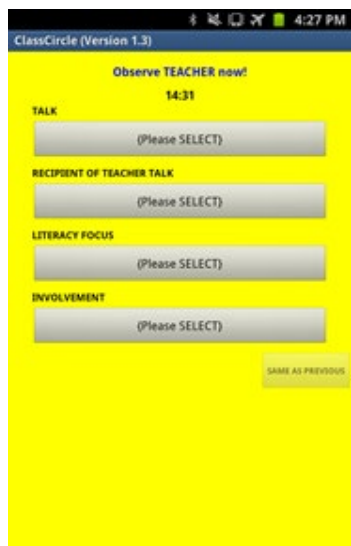 4:27 PM
ClassCircle (Version 1.3)
Observe TEACHER now!
14:31
TALK
(Please SELECT)
RECIPIENT OF TEACHER TALK
(Please SELECT)
LITERACY FOCUS
(Please SELECT)
INVOLVEMENT
(Please SELECT)
SAME AS PREVIOUS